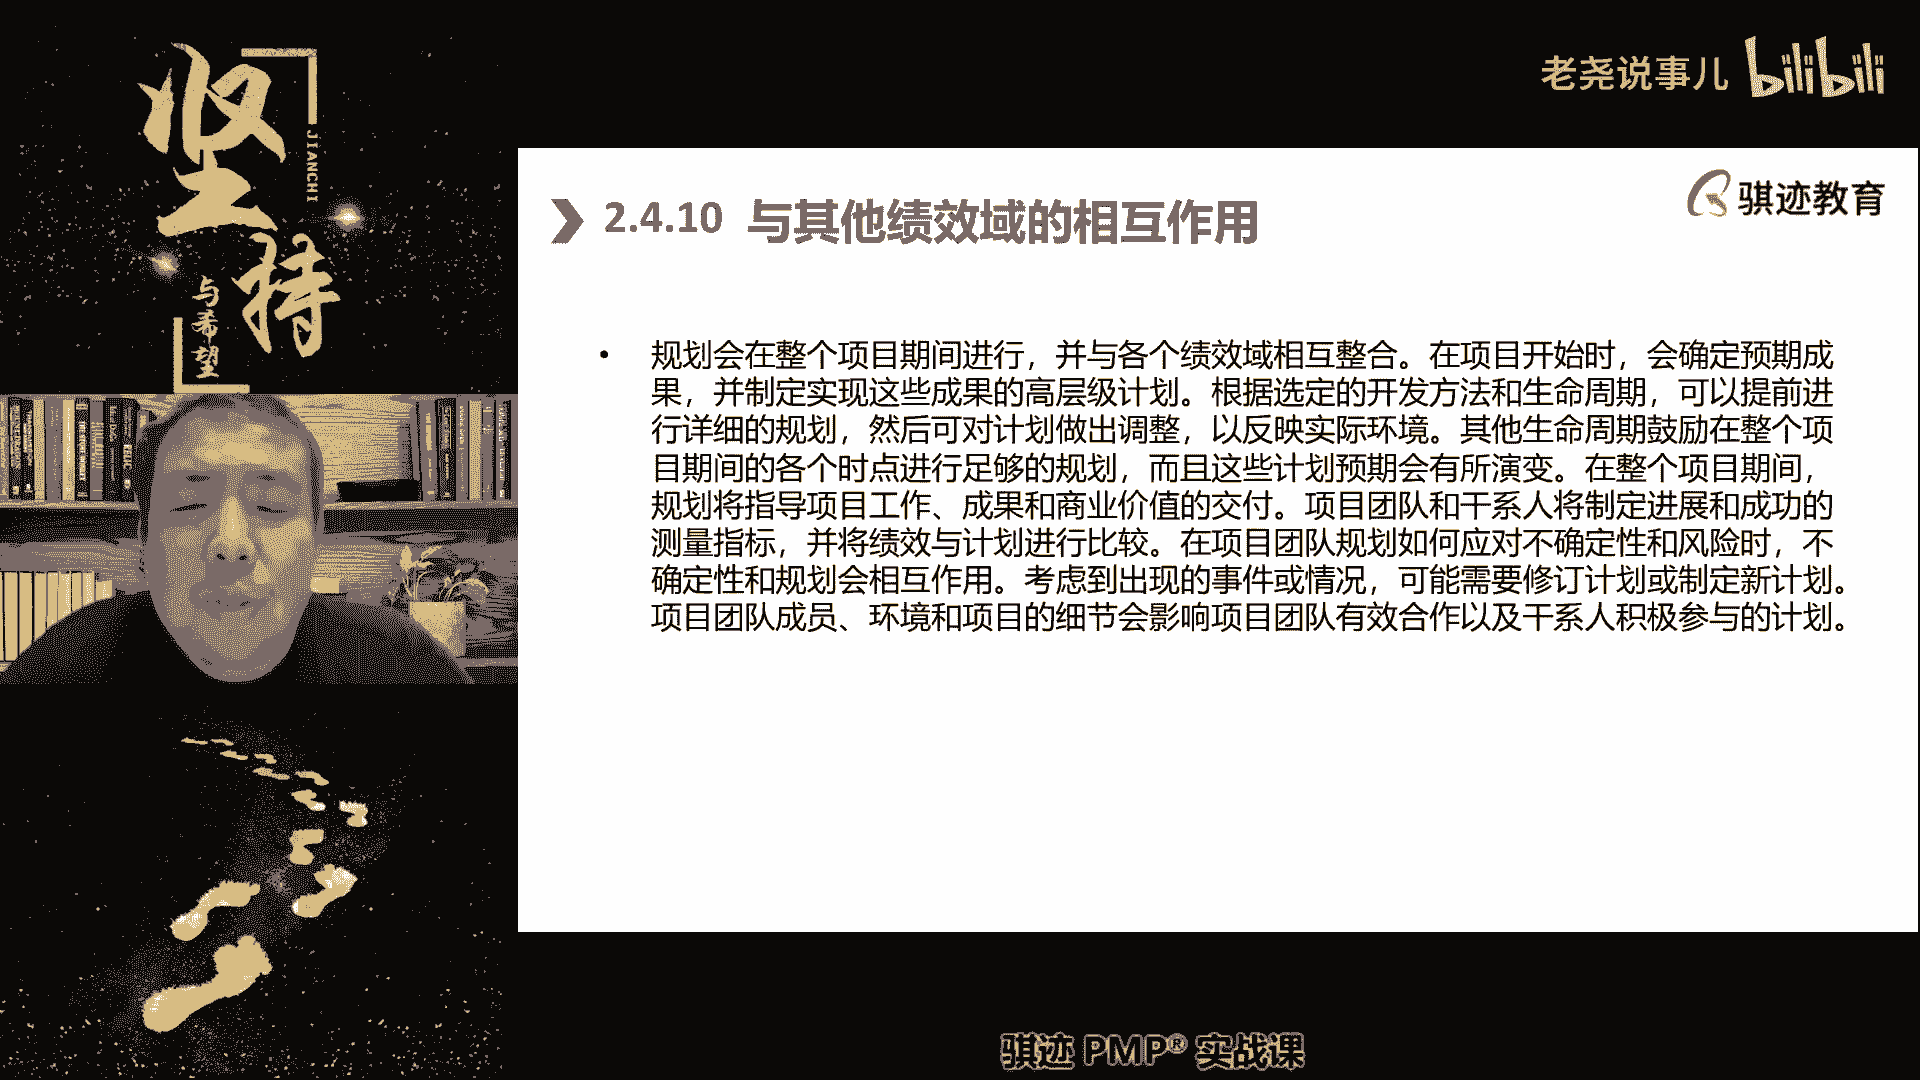 坚持
JIANCHI
与希望
老尧说事儿 bilibili
骐迹教育
2.4.10 与其他绩效域的相互作用
• 规划会在整个项目期间进行，并与各个绩效域相互整合。在项目开始时，会确定预期成
果，并制定实现这些成果的高层级计划。根据选定的开发方法和生命周期，可以提前进
行详细的规划，然后可对计划做出调整，以反映实际环境。其他生命周期鼓励在整个项
目期间的各个时点进行足够的规划，而且这些计划预期会有所演变。在整个项目期间，
规划将指导项目工作、成果和商业价值的交付。项目团队和干系人将制定进展和成功的
测量指标，并将绩效与计划进行比较。在项目团队规划如何应对不确定性和风险时，不
确定性和规划会相互作用。考虑到出现的事件或情况，可能需要修订计划或制定新计划。
项目团队成员、环境和项目的细节会影响项目团队有效合作以及干系人积极参与的计划。
骐迹 PMP® 实战课